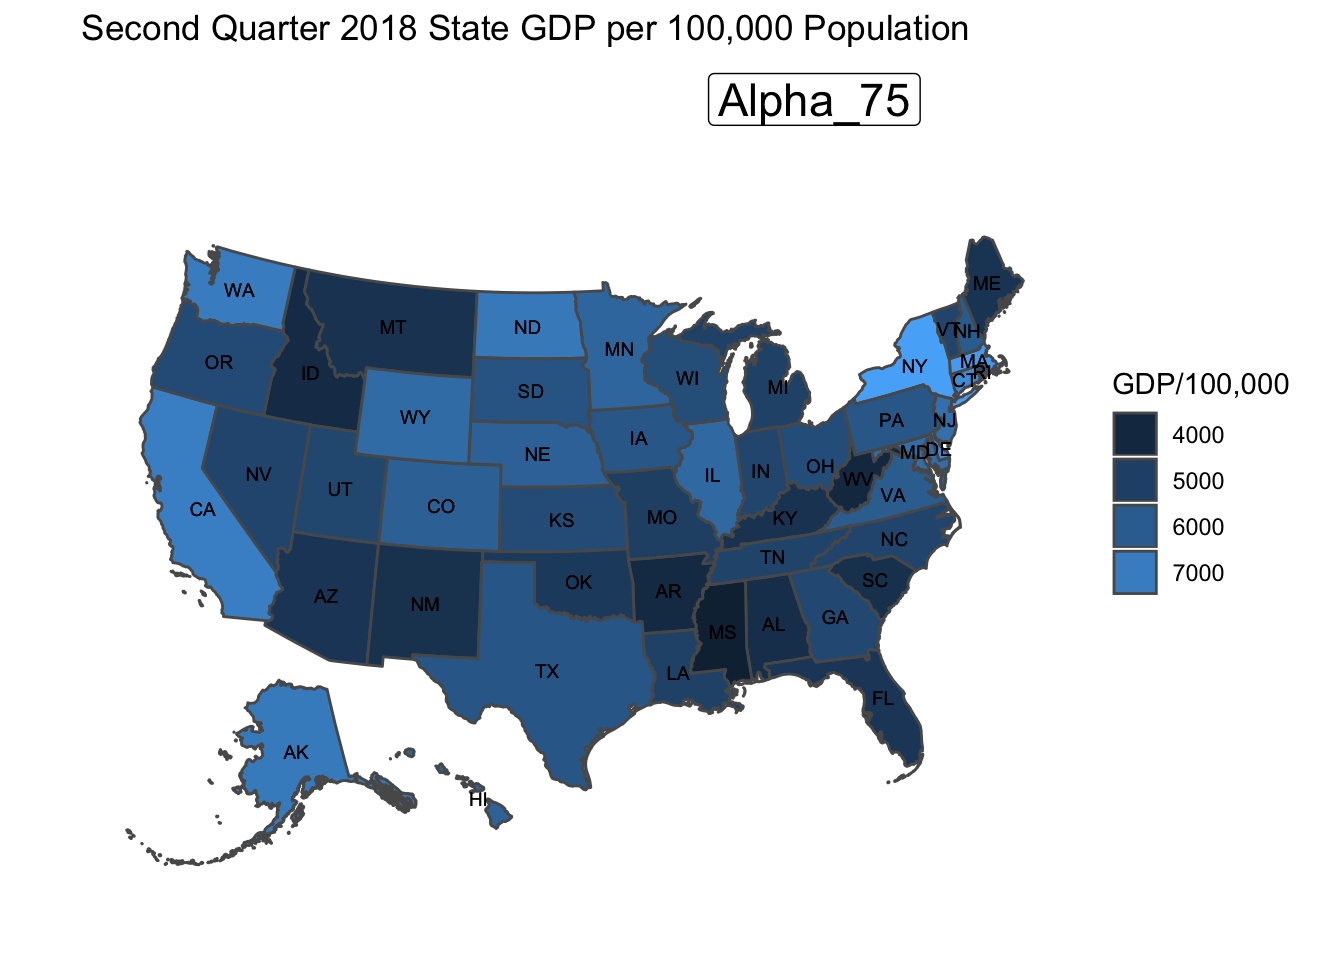 Second Quarter 2018 State GDP per 100,000 Population
Alpha_75
ME
WA
MT
ND
VT
NH
MN
OR
NY
MA
ID
RI
WI
CT
MI
SD
WY
PA
NJ
IA
DE
MD
NE
OH
IN
NV
IL
WV
UT
VA
CO
CA
MO
KY
KS
NC
TN
SC
OK
AR
AZ
NM
GA
AL
MS
TX
LA
FL
AK
HI
GDP/100,000
4000
5000
6000
7000